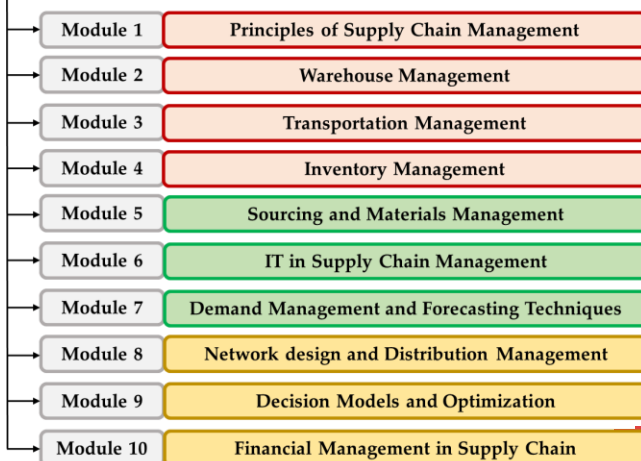 Module 1 Principles of Supply Chain Management
Module 2 Warehouse Management
Module 3 Transportation Management
Module 4 Inventory Management
Module 5 Sourcing and Materials Management
Module 6 IT in Supply Chain Management
Module 7 Demand Management and Forecasting Techniques
Module 8 Network design and Distribution Management
Module 9 Decision Models and Optimization
Module 10 Financial Management in Supply Chain